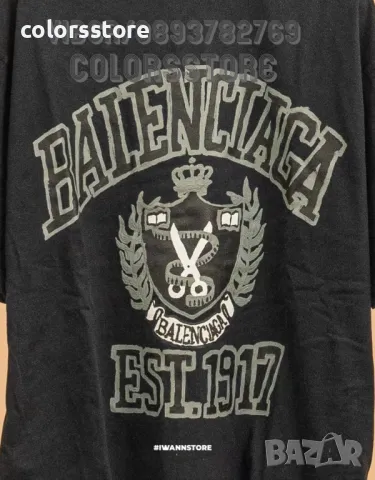 colorsstore
COLORSSTORE
BALENCIAGA
BALENCIAGA
EST. 1917
#IWANNSTORE
BAZAR